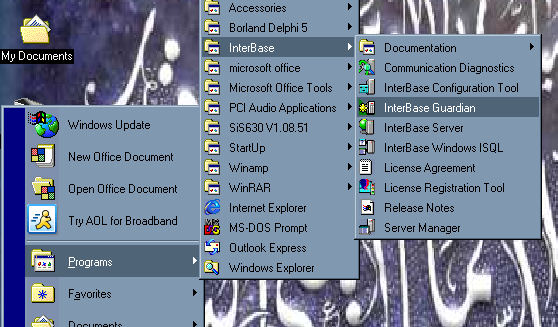 My Documents
Windows Update
New Office Document
Open Office Document
Try AOL for Broadband
Programs
Favorites
Documents
Accessories
Borland Delphi 5
InterBase
microsoft office
Microsoft Office Tools
PCI Audio Applications
SiS630 V1.08.51
StartUp
Winamp
WinRAR
Internet Explorer
MS-DOS Prompt
Outlook Express
Windows Explorer
Documentation
Communication Diagnostics
InterBase Configuration Tool
InterBase Guardian
InterBase Server
InterBase Windows ISQL
License Agreement
License Registration Tool
Release Notes
Server Manager